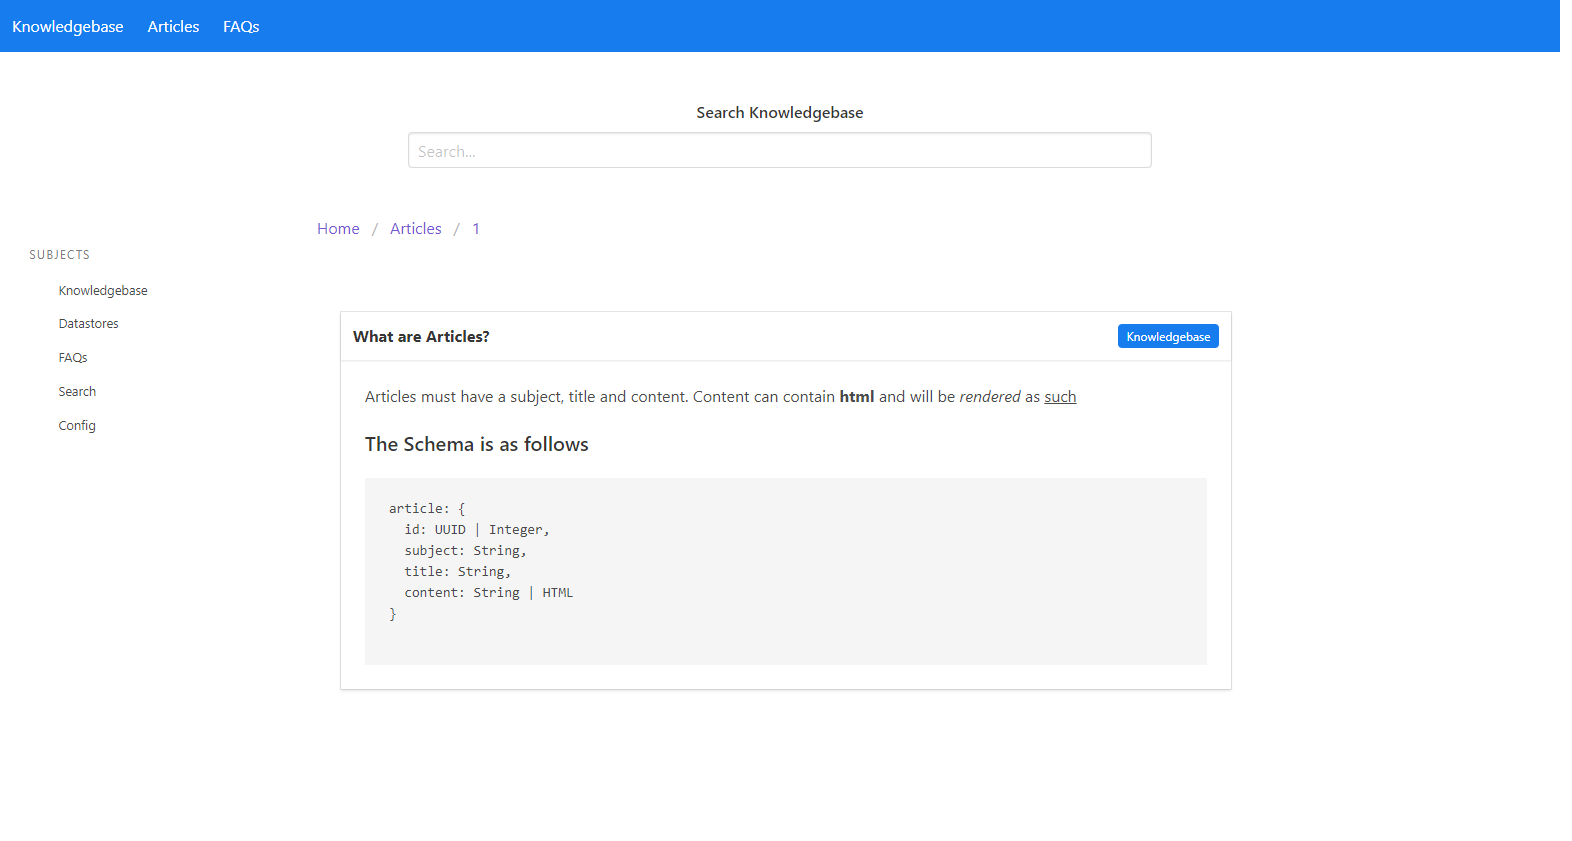 Knowledgebase Articles FAQs
Search Knowledgebase
Search...
Home / Articles / 1
SUBJECTS
Knowledgebase
Datastores
FAQs
Search
Config
What are Articles? Knowledgebase
Articles must have a subject, title and content. Content can contain html and will be rendered as such
The Schema is as follows
article: {
  id: UUID | Integer,
  subject: String,
  title: String,
  content: String | HTML
}